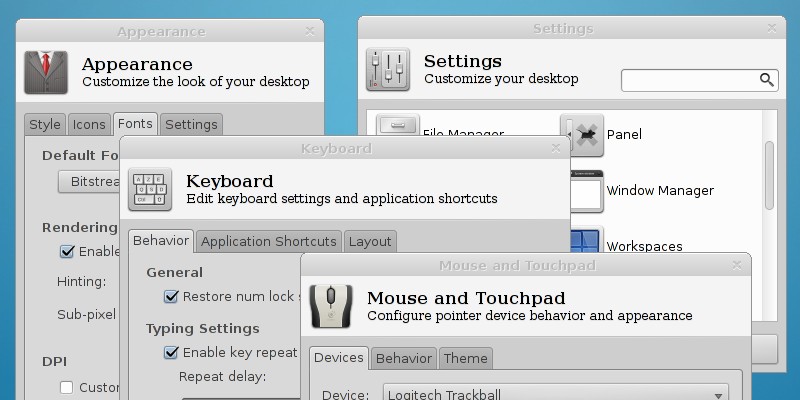 Appearance
Appearance
Customize the look of your desktop
Style Icons Fonts Settings
Default Fo
Bitstrea
Rendering
Enable
Hinting:
Sub-pixel
DPI
Custor
Settings
Settings
Customize your desktop
File Manager
Panel
Window Manager
Workspaces
Keyboard
Keyboard
Edit keyboard settings and application shortcuts
Behavior Application Shortcuts Layout
General
Restore num lock s
Typing Settings
Enable key repeat
Repeat delay:
Mouse and Touchpad
Mouse and Touchpad
Configure pointer device behavior and appearance
Devices Behavior Theme
Device: Logitech Trackball